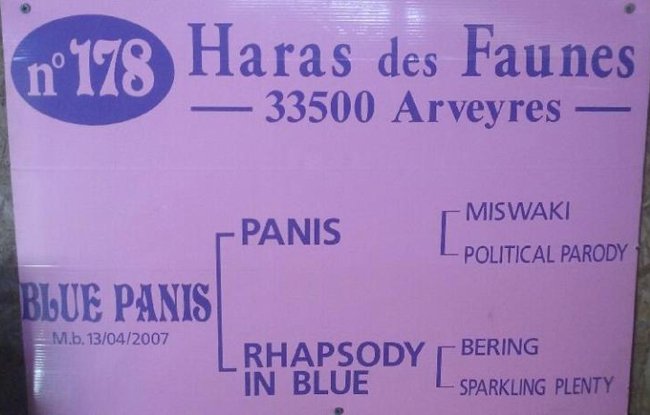 n° 178
Haras des Faunes
33500 Arveyres
MISWAKI
PANIS
POLITICAL PARODY
BLUE PANIS
M.b. 13/04/2007
BERING
RHAPSODY
IN BLUE
SPARKLING PLENTY